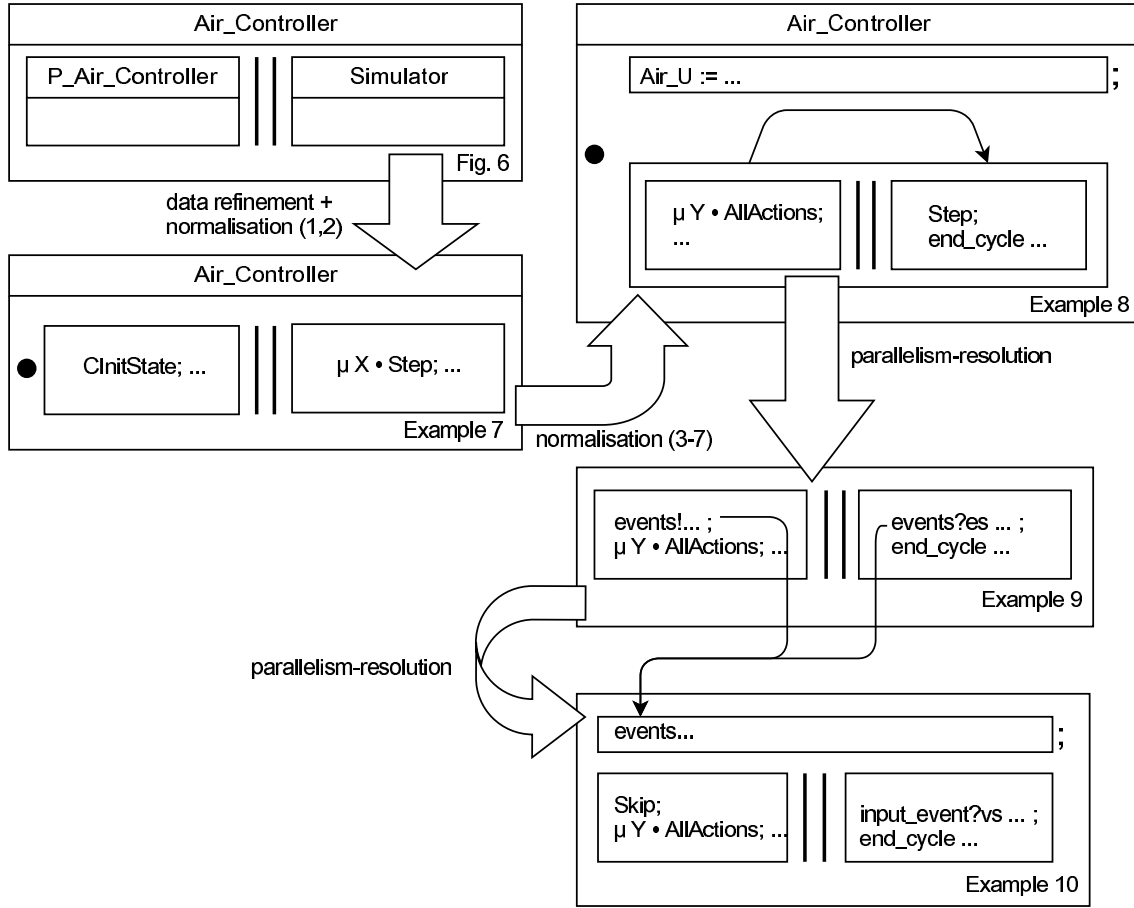 Air_Controller
P_Air_Controller
Simulator
Fig. 6
data refinement +
normalisation (1,2)
Air_Controller
CInitState; ...
µ X • Step; ...
Example 7
normalisation (3-7)
Air_Controller
Air_U := ...
;
µ Y • AllActions;
...
Step;
end_cycle ...
Example 8
parallelism-resolution
events!... ;
µ Y • AllActions; ...
events?es ... ;
end_cycle ...
Example 9
parallelism-resolution
events...
;
Skip;
µ Y • AllActions; ...
input_event?vs ... ;
end_cycle ...
Example 10